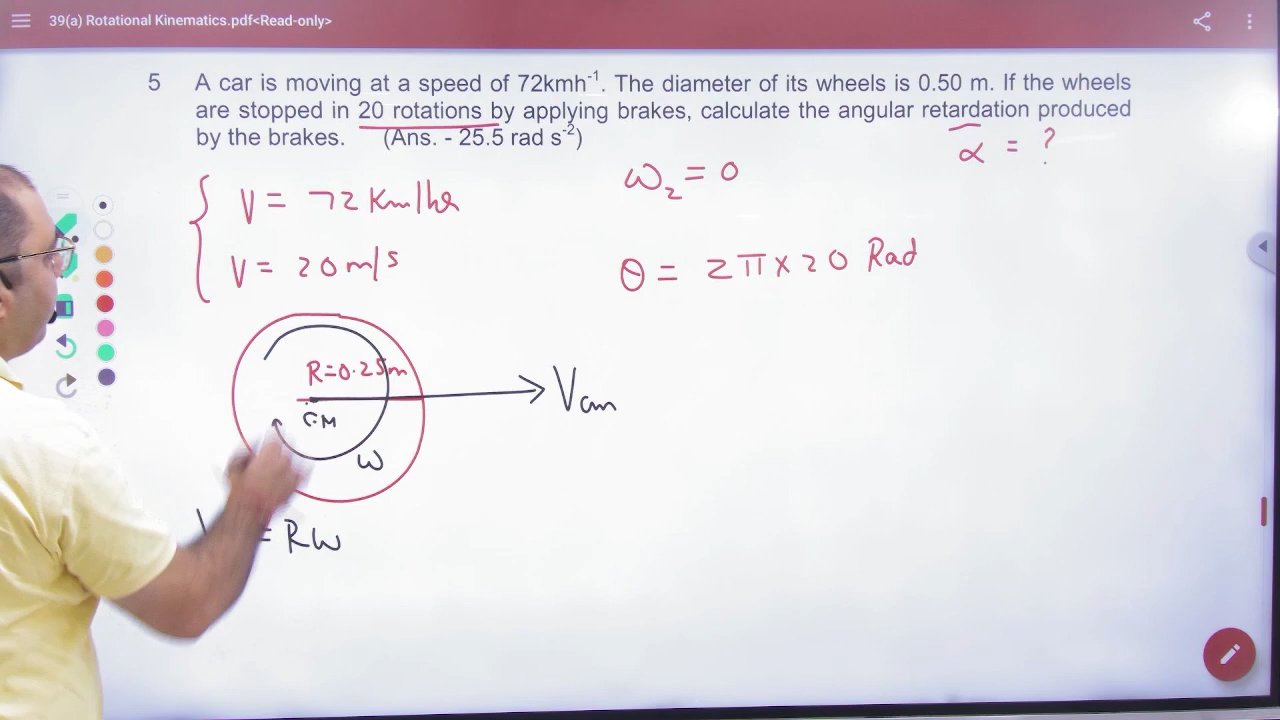 39(a) Rotational Kinematics.pdf<Read-only>
5 A car is moving at a speed of 72kmh⁻¹. The diameter of its wheels is 0.50 m. If the wheels
are stopped in 20 rotations by applying brakes, calculate the angular retardation produced
by the brakes. (Ans. - 25.5 rad s⁻²)
α = ?
V = 72 Km/hr
ω₂ = 0
V = 20 m/s
θ = 2π x 20 Rad
R=0.25m
Vcm
C.M
ω
= Rω